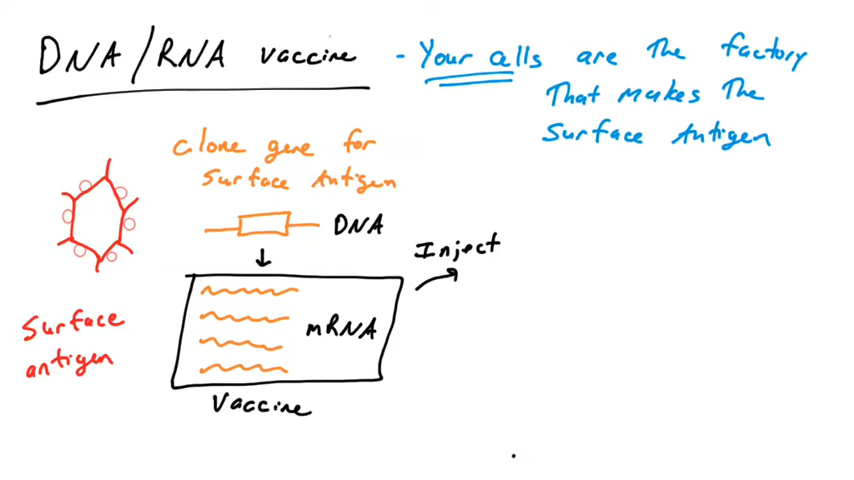 DNA/RNA vaccine - Your cells are the factory
That makes the
Surface Antigen
clone gene for
Surface Antigen
DNA
Inject
mRNA
Surface
antigen
Vaccine